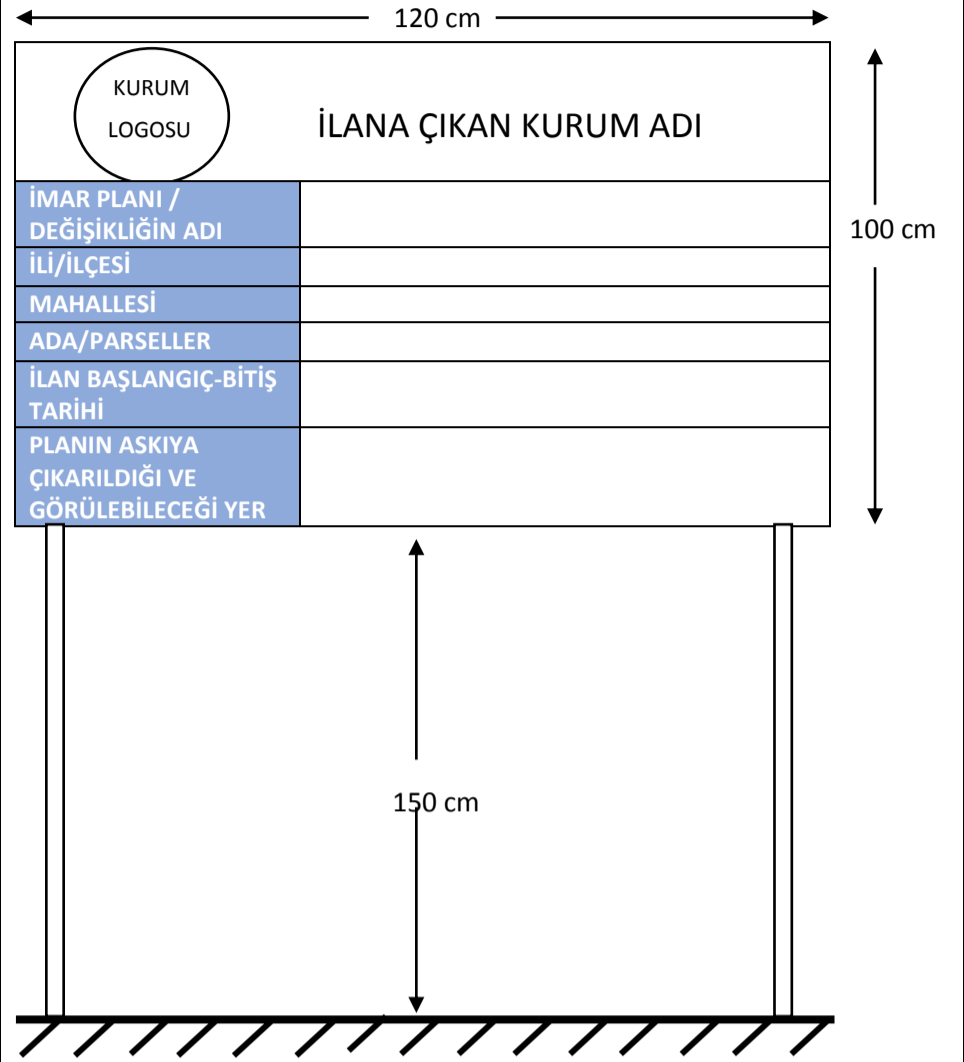 120 cm
KURUM
LOGOSU
İLANA ÇIKAN KURUM ADI
İMAR PLANI /
DEĞİŞİKLİĞİN ADI
İLİ/İLÇESİ
MAHALLESİ
ADA/PARSELLER
İLAN BAŞLANGIÇ-BİTİŞ
TARİHİ
PLANIN ASKIYA
ÇIKARILDIĞI VE
GÖRÜLEBİLECEĞİ YER
100 cm
150 cm